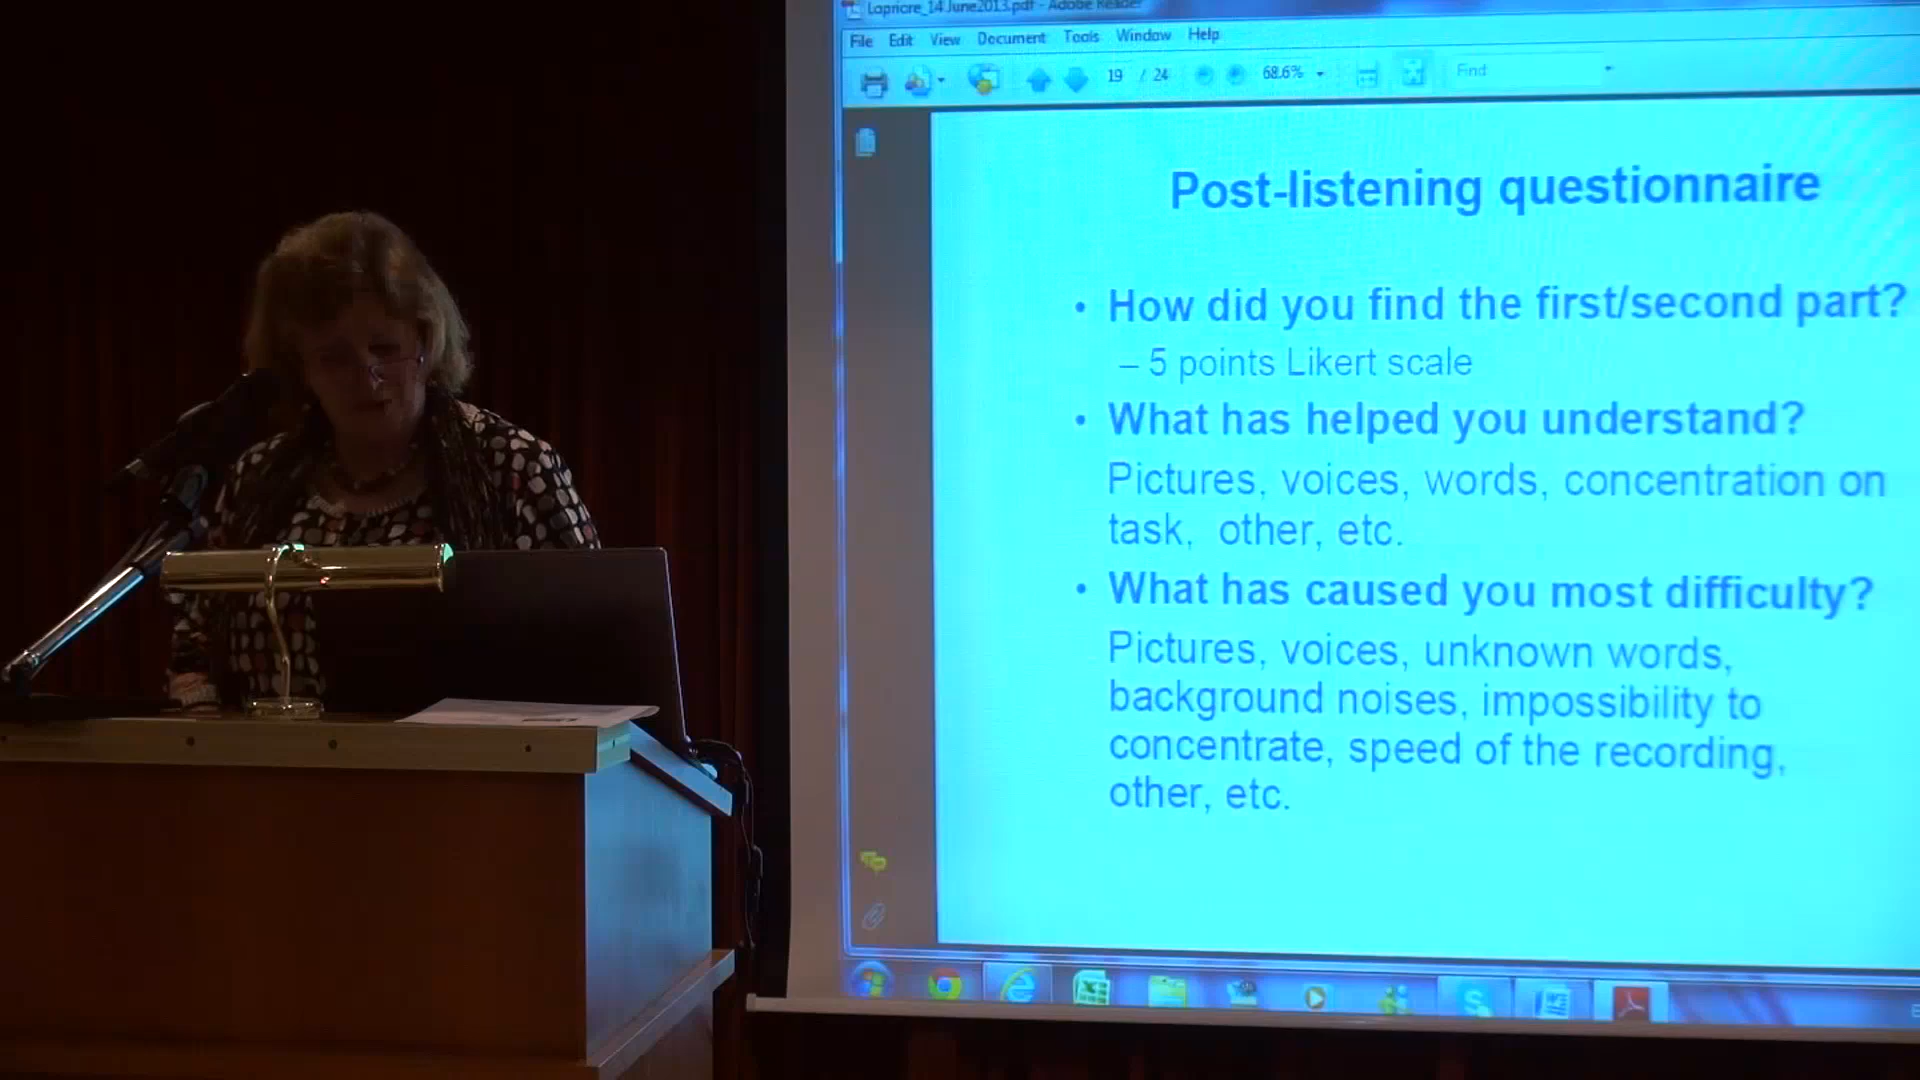 Lapriore_14 June2013.pdf - Adobe Reader
File Edit View Document Tools Window Help
19 / 24 68.6% Find
Post-listening questionnaire
• How did you find the first/second part?
– 5 points Likert scale
• What has helped you understand?
Pictures, voices, words, concentration on
task, other, etc.
• What has caused you most difficulty?
Pictures, voices, unknown words,
background noises, impossibility to
concentrate, speed of the recording,
other, etc.